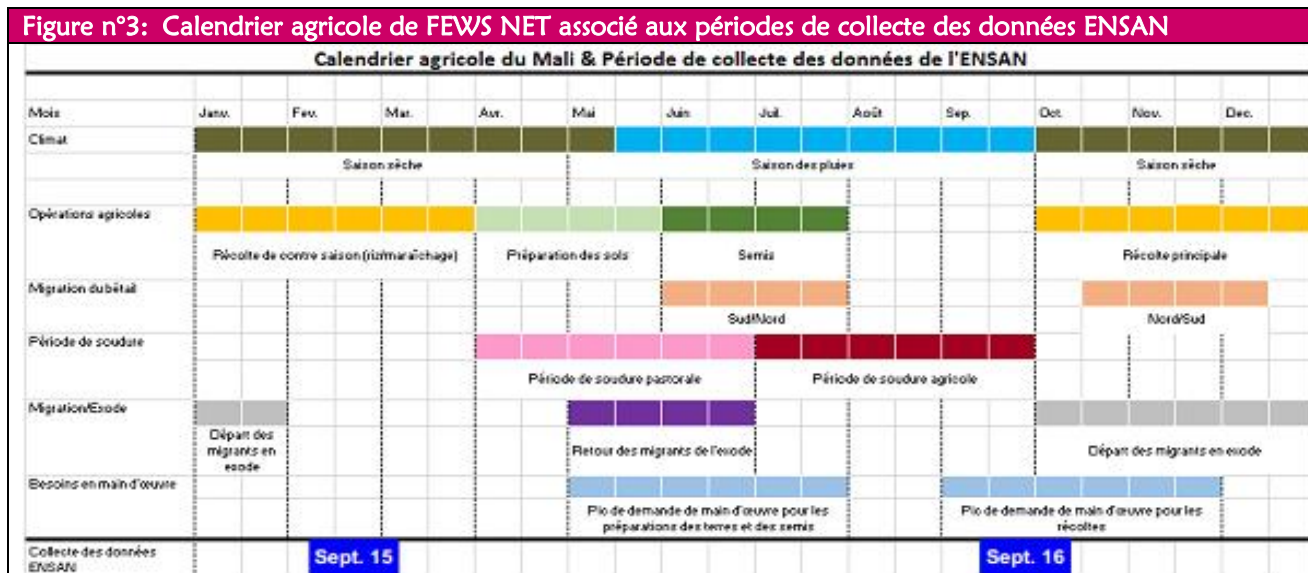 Figure n°3: Calendrier agricole de FEWS NET associé aux périodes de collecte des données ENSAN
Calendrier agricole du Mali & Période de collecte des données de l'ENSAN
Mois Janv. Fev. Mar. Avr. Mai Juin Juil. Août Sep. Oct. Nov. Dec.
Climat
Saison sèche Saison des pluies Saison sèche
Opérations agricoles
Récolte de contre saison (riz/maraîchage) Préparation des sols Semis Récolte principale
Migration du bétail
Sud/Nord Nord/Sud
Période de soudure
Période de soudure pastorale Période de soudure agricole
Migration/Exode
Départ des
migrants en
exode
Retour des migrants de l'exode Départ des migrants en exode
Besoins en main d'œuvre
Pic de demande de main d'œuvre pour les
préparations des terres et des semis
Pic de demande de main d'œuvre pour les
récoltes
Collecte des données
ENSAN
Sept. 15 Sept. 16